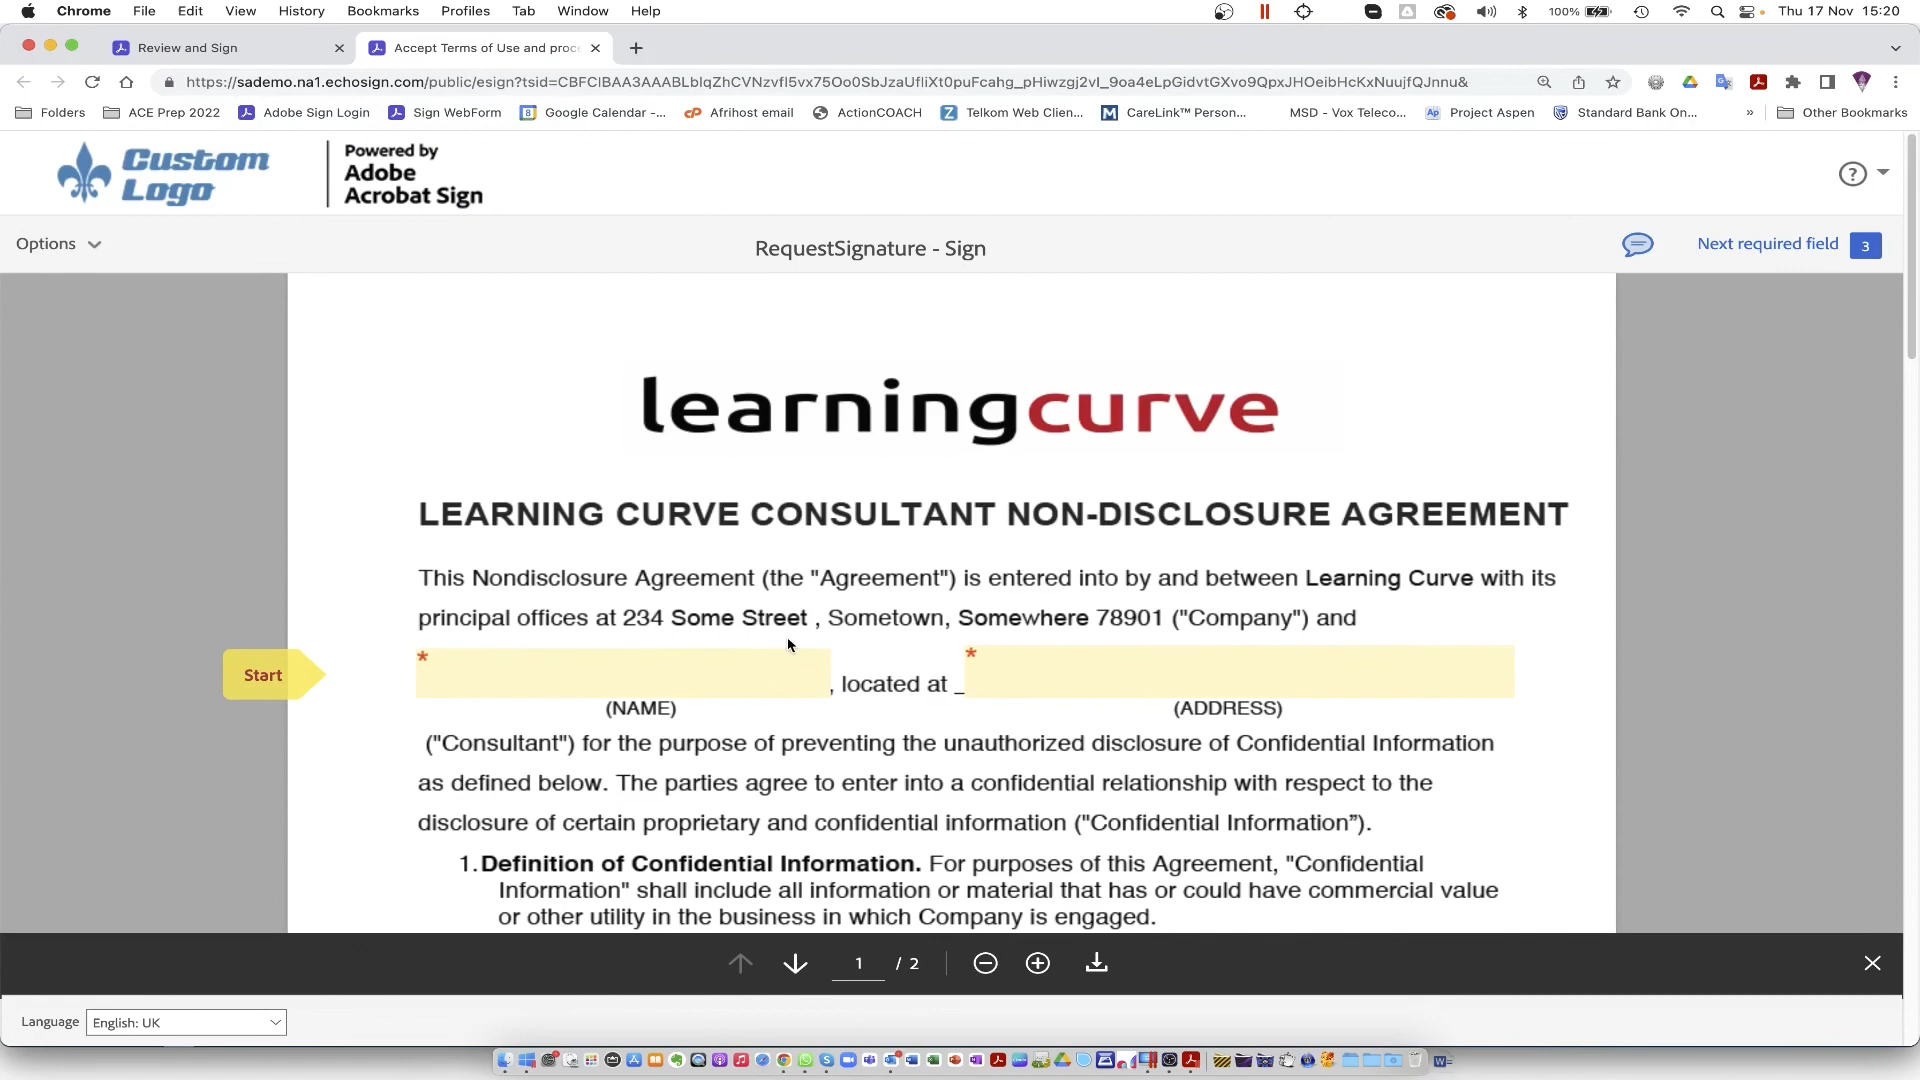 Chrome File Edit View History Bookmarks Profiles Tab Window Help 100% Thu 17 Nov 15:20
Review and Sign
Accept Terms of Use and proc
https://sademo.na1.echosign.com/public/esign?tsid=
Folders ACE Prep 2022 Adobe Sign Login Sign WebForm Google Calendar -... Afrihost email ActionCOACH Telkom Web Clien... CareLink™ Person... MSD - Vox Teleco... Project Aspen Standard Bank On... » Other Bookmarks
Custom
Logo
Powered by
Adobe
Acrobat Sign
Options
RequestSignature - Sign
Next required field 3
learningcurve
LEARNING CURVE CONSULTANT NON-DISCLOSURE AGREEMENT
This Nondisclosure Agreement (the "Agreement") is entered into by and between Learning Curve with its
principal offices at 234 Some Street , Sometown, Somewhere 78901 ("Company") and
Start
* , located at _ *
(NAME) (ADDRESS)
("Consultant") for the purpose of preventing the unauthorized disclosure of Confidential Information
as defined below. The parties agree to enter into a confidential relationship with respect to the
disclosure of certain proprietary and confidential information ("Confidential Information”).
1. Definition of Confidential Information. For purposes of this Agreement, "Confidential
Information" shall include all information or material that has or could have commercial value
or other utility in the business in which Company is engaged.
1 / 2
Language English: UK